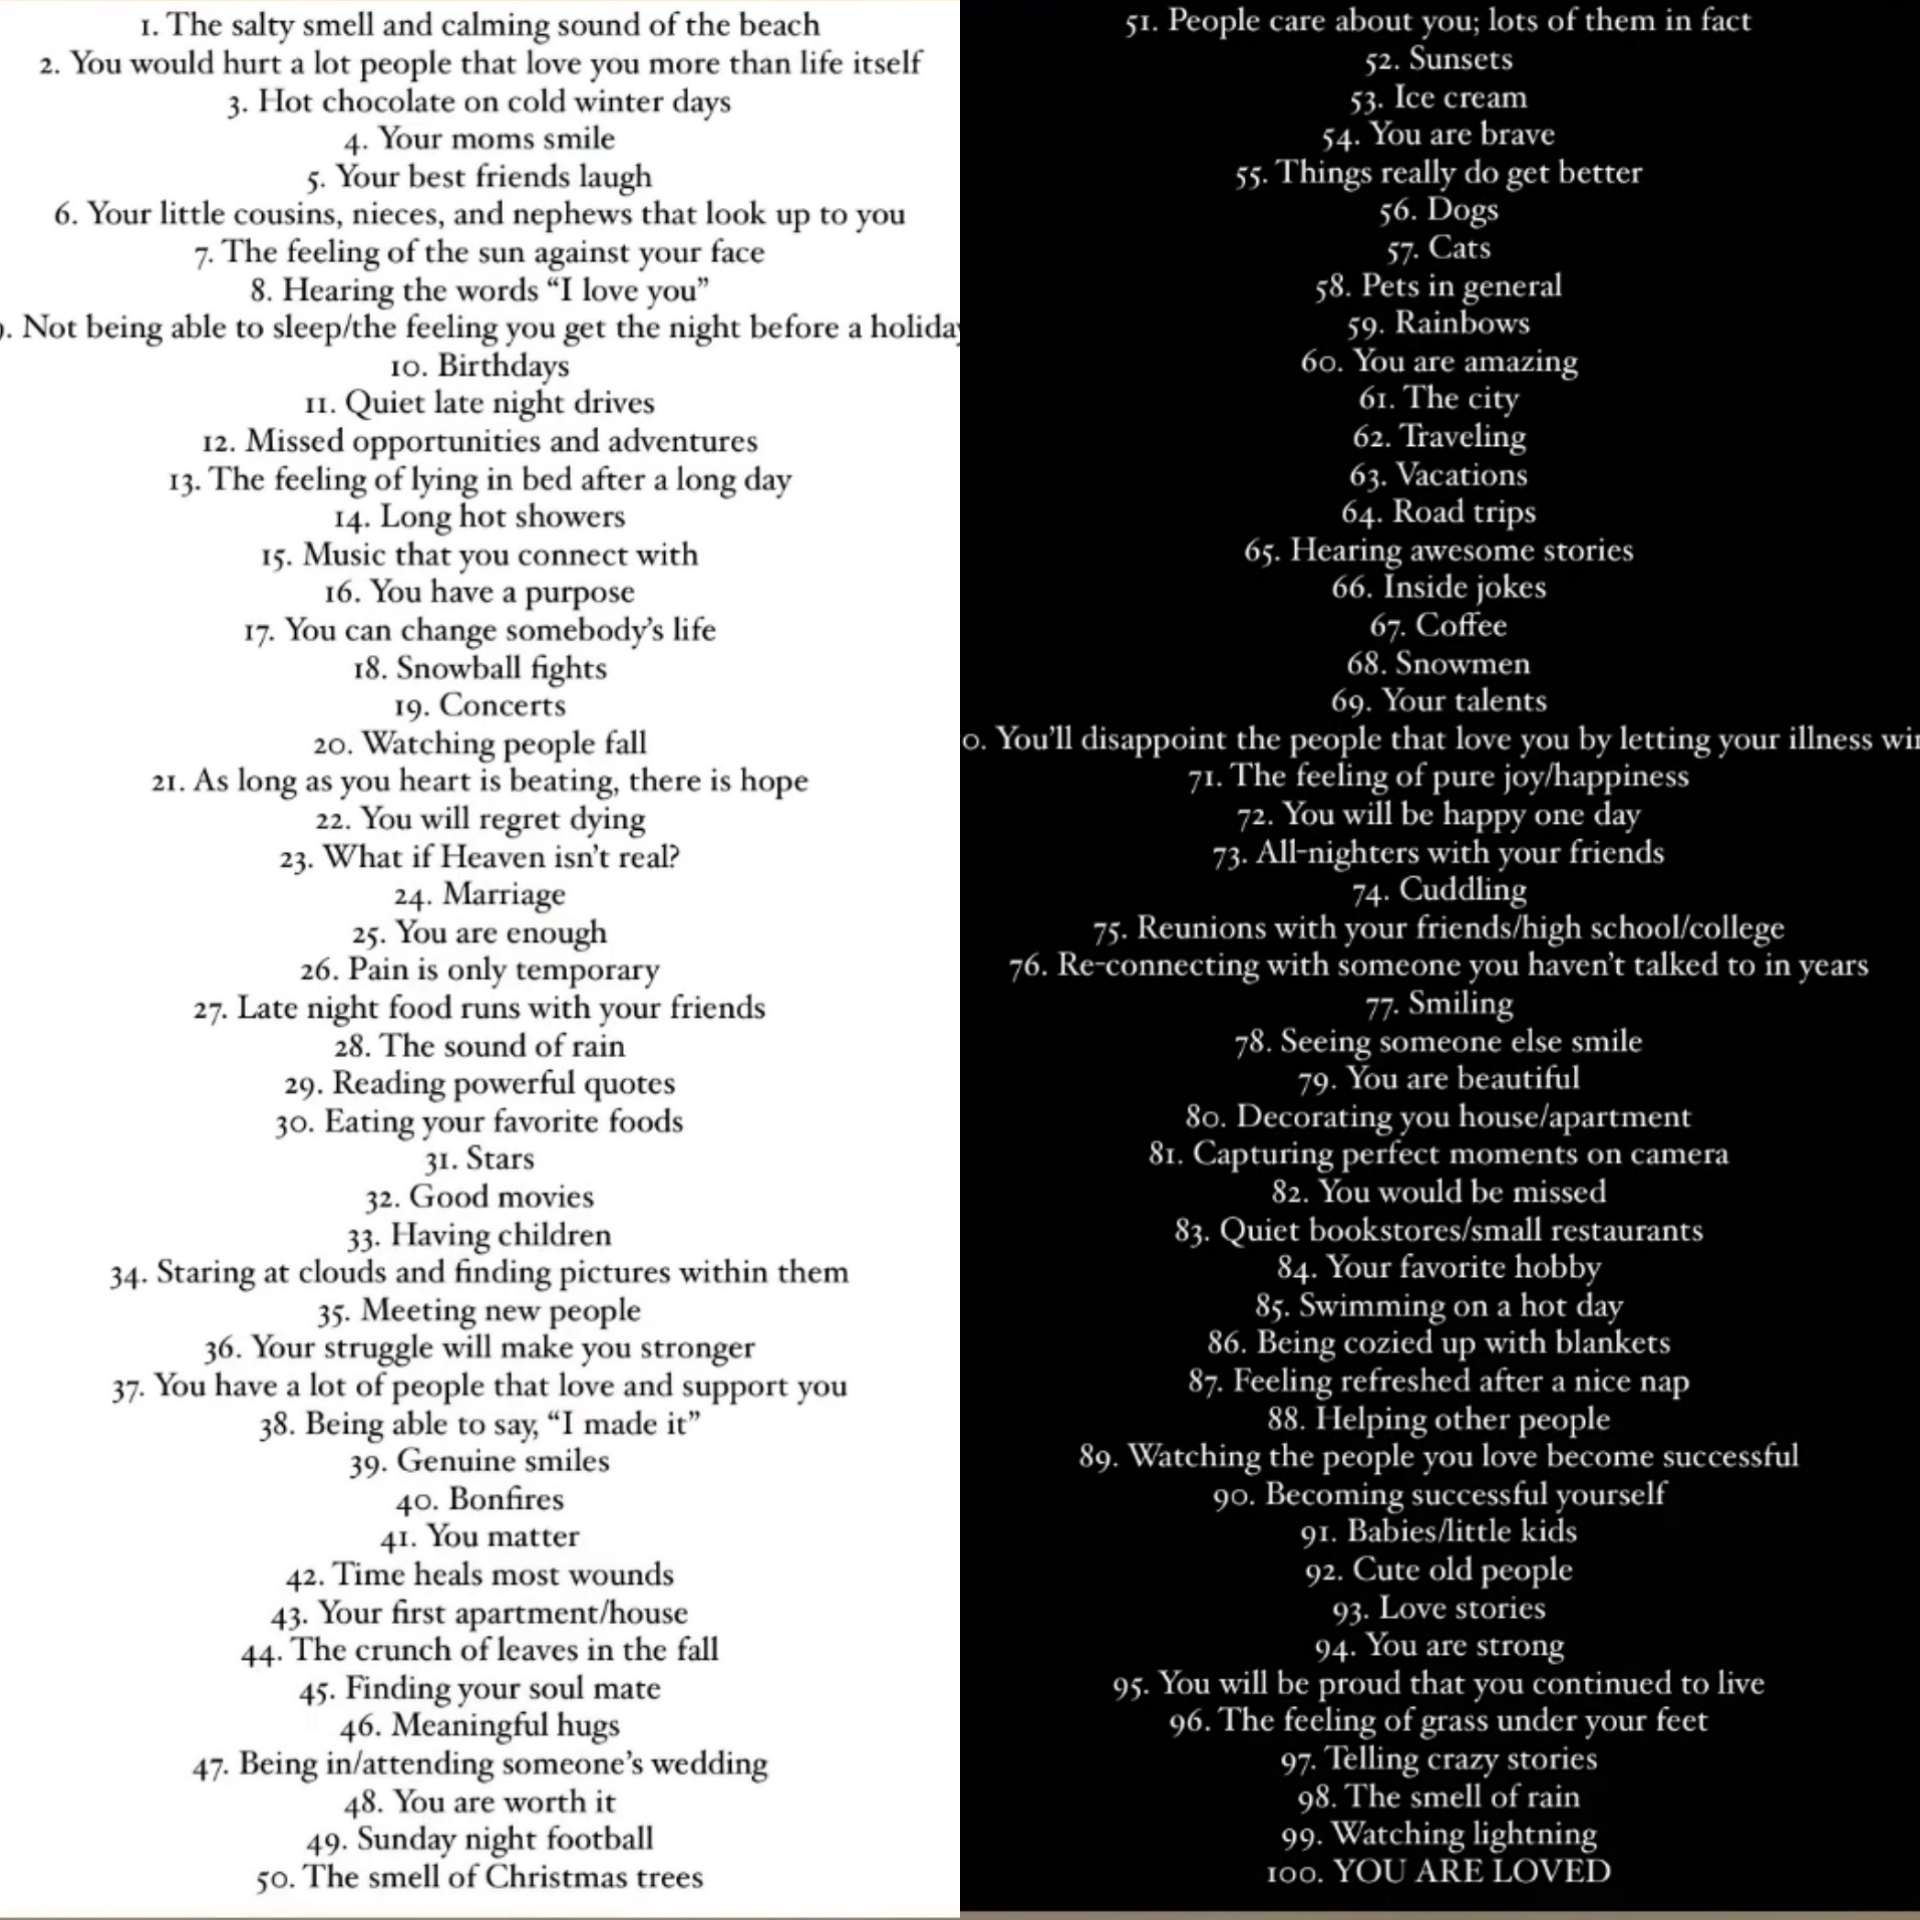 1. The salty smell and calming sound of the beach
2. You would hurt a lot people that love you more than life itself
3. Hot chocolate on cold winter days
4. Your moms smile
5. Your best friends laugh
6. Your little cousins, nieces, and nephews that look up to you
7. The feeling of the sun against your face
8. Hearing the words “I love you”
. Not being able to sleep/the feeling you get the night before a holiday
10. Birthdays
11. Quiet late night drives
12. Missed opportunities and adventures
13. The feeling of lying in bed after a long day
14. Long hot showers
15. Music that you connect with
16. You have a purpose
17. You can change somebody’s life
18. Snowball fights
19. Concerts
20. Watching people fall
21. As long as you heart is beating, there is hope
22. You will regret dying
23. What if Heaven isn’t real?
24. Marriage
25. You are enough
26. Pain is only temporary
27. Late night food runs with your friends
28. The sound of rain
29. Reading powerful quotes
30. Eating your favorite foods
31. Stars
32. Good movies
33. Having children
34. Staring at clouds and finding pictures within them
35. Meeting new people
36. Your struggle will make you stronger
37. You have a lot of people that love and support you
38. Being able to say, “I made it”
39. Genuine smiles
40. Bonfires
41. You matter
42. Time heals most wounds
43. Your first apartment/house
44. The crunch of leaves in the fall
45. Finding your soul mate
46. Meaningful hugs
47. Being in/attending someone’s wedding
48. You are worth it
49. Sunday night football
50. The smell of Christmas trees
51. People care about you; lots of them in fact
52. Sunsets
53. Ice cream
54. You are brave
55. Things really do get better
56. Dogs
57. Cats
58. Pets in general
59. Rainbows
60. You are amazing
61. The city
62. Traveling
63. Vacations
64. Road trips
65. Hearing awesome stories
66. Inside jokes
67. Coffee
68. Snowmen
69. Your talents
0. You’ll disappoint the people that love you by letting your illness win
71. The feeling of pure joy/happiness
72. You will be happy one day
73. All-nighters with your friends
74. Cuddling
75. Reunions with your friends/high school/college
76. Re-connecting with someone you haven’t talked to in years
77. Smiling
78. Seeing someone else smile
79. You are beautiful
80. Decorating you house/apartment
81. Capturing perfect moments on camera
82. You would be missed
83. Quiet bookstores/small restaurants
84. Your favorite hobby
85. Swimming on a hot day
86. Being cozied up with blankets
87. Feeling refreshed after a nice nap
88. Helping other people
89. Watching the people you love become successful
90. Becoming successful yourself
91. Babies/little kids
92. Cute old people
93. Love stories
94. You are strong
95. You will be proud that you continued to live
96. The feeling of grass under your feet
97. Telling crazy stories
98. The smell of rain
99. Watching lightning
100. YOU ARE LOVED